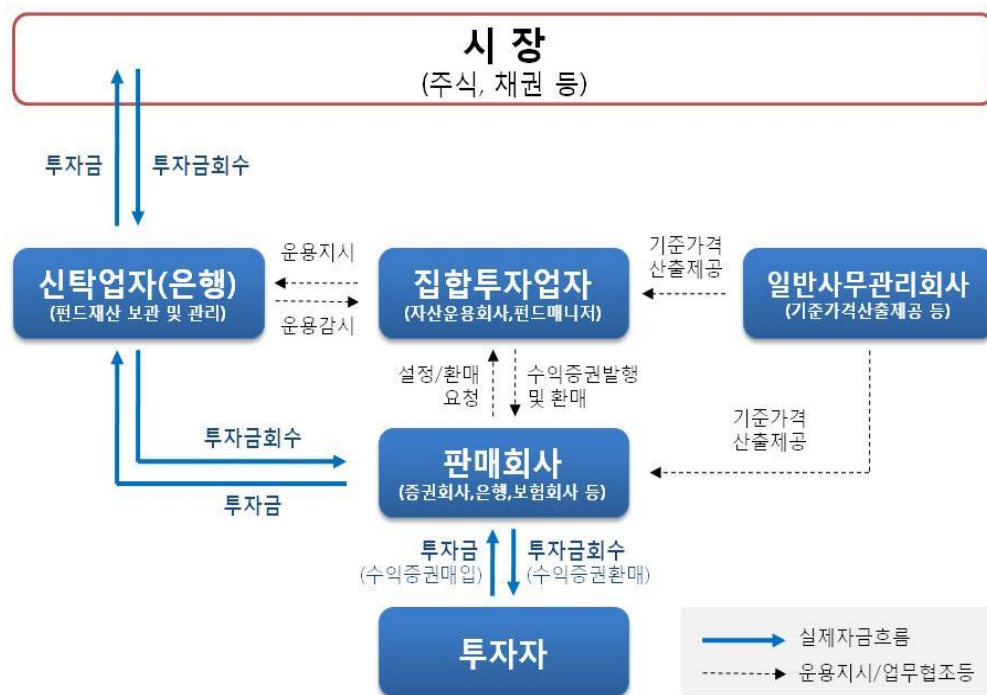 시 장
(주식, 채권 등)
투자금
투자금회수
신탁업자(은행)
(펀드재산 보관 및 관리)
운용지시
운용감시
집합투자업자
(자산운용회사,펀드매니저)
기준가격
산출제공
일반사무관리회사
(기준가격산출제공 등)
설정/환매
요청
수익증권발행
및 환매
기준가격
산출제공
투자금회수
투자금
판매회사
(증권회사,은행,보험회사 등)
투자금
(수익증권매입)
투자금회수
(수익증권환매)
투자자
실제자금흐름
운용지시/업무협조등